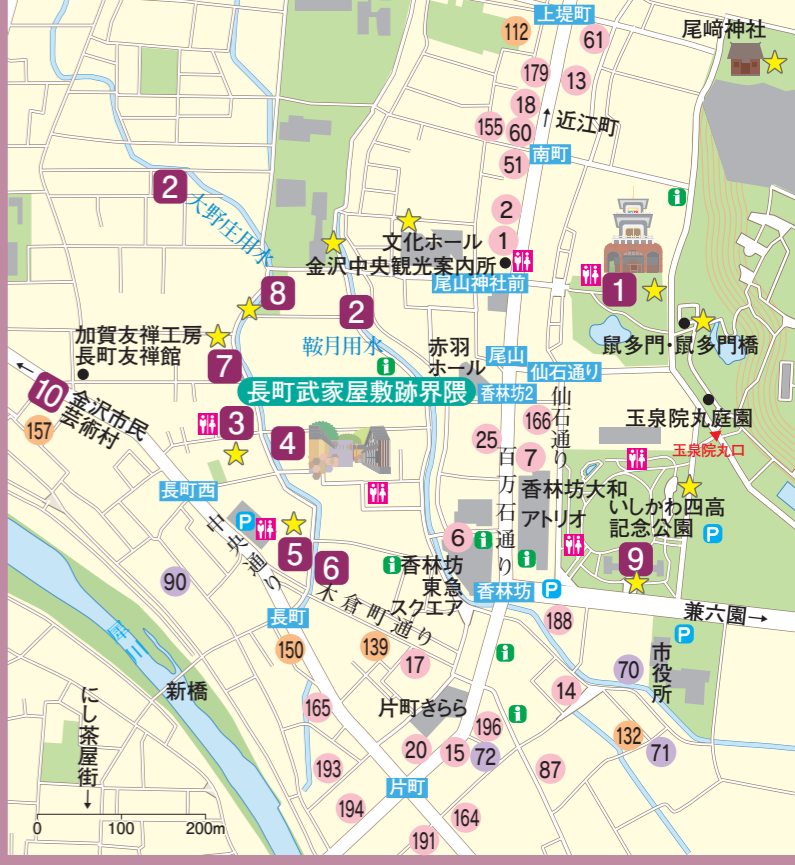 上堤町
尾﨑神社
112
61
179
13
18
155
60
近江町
南町
51
2
大野庄用水
2
文化ホール
1
金沢中央観光案内所
尾山神社前
1
8
2
鞍月用水
加賀友禅工房
長町友禅館
7
赤羽
ホール
尾山
仙石通り
鼠多門・鼠多門橋
長町武家屋敷跡界隈
香林坊2
仙石通り
10
金沢市民
芸術村
157
3
4
25
166
7
百万石通り
玉泉院丸庭園
玉泉院丸口
長町西
香林坊大和
アトリオ
いしかわ四高
記念公園
P
P
中央通り
5
6
6
香林坊
東急
スクエア
香林坊
P
9
兼六園→
90
木倉町通り
長町
188
P
犀川
新橋
150
139
17
市役所
70
14
165
片町きらら
196
132
71
にし茶屋街
20
15
72
193
87
片町
194
164
191
0
100
200m